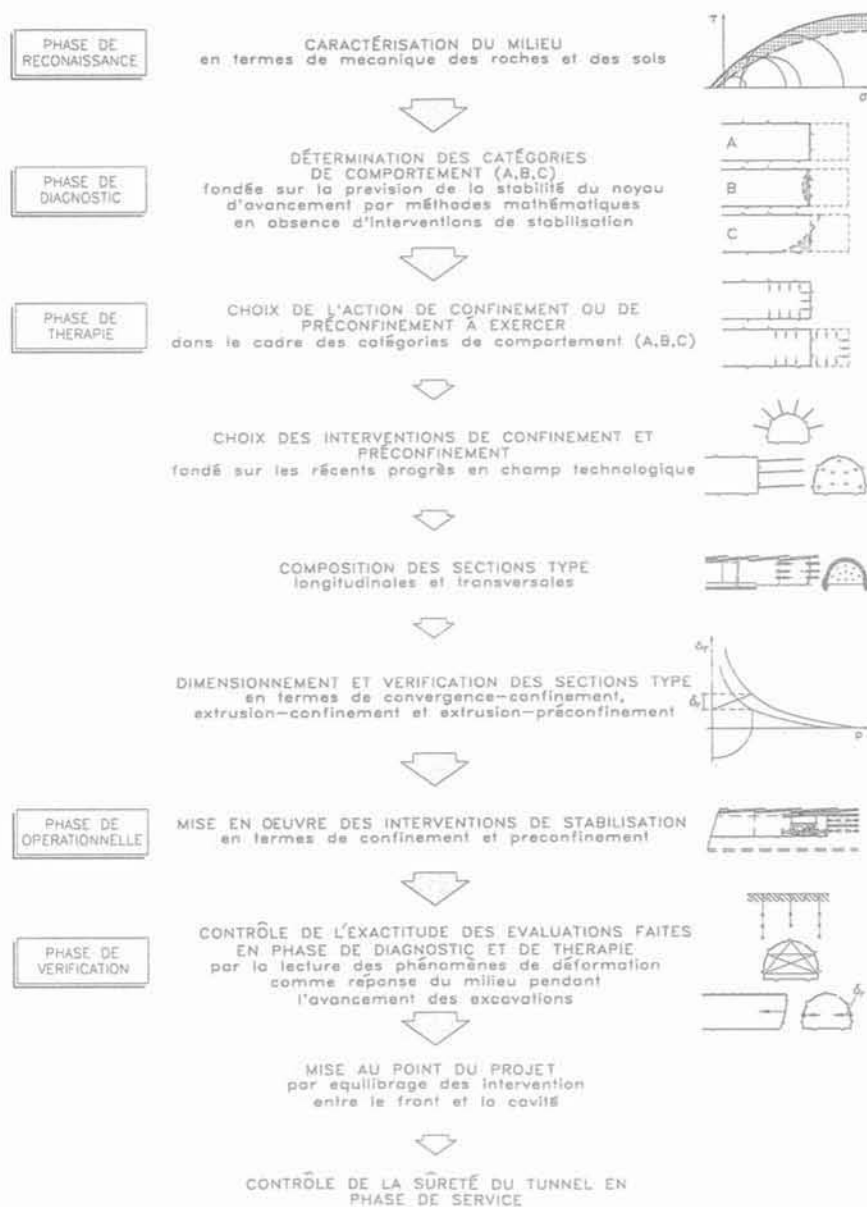 PHASE DE
RECONAISSANCE
CARACTÉRISATION DU MILIEU
en termes de mecanique des roches et des sols
τ
σ
PHASE DE
DIAGNOSTIC
DÉTERMINATION DES CATÉGORIES
DE COMPORTEMENT (A,B,C)
fondée sur la prevision de la stabilité du noyau
d'avancement par méthodes mathématiques
en absence d'interventions de stabilisation
A
B
C
PHASE DE
THERAPIE
CHOIX DE L'ACTION DE CONFINEMENT OU DE
PRÉCONFINEMENT À EXERCER
dans le cadre des catégories de comportement (A,B,C)
CHOIX DES INTERVENTIONS DE CONFINEMENT ET
PRÉCONFINEMENT
fondé sur les récents progrès en champ technologique
COMPOSITION DES SECTIONS TYPE
longitudinales et transversales
DIMENSIONNEMENT ET VERIFICATION DES SECTIONS TYPE
en termes de convergence-confinement,
extrusion-confinement et extrusion-préconfinement
δr
δr
P
PHASE DE
OPERATIONNELLE
MISE EN OEUVRE DES INTERVENTIONS DE STABILISATION
en termes de confinement et preconfinement
PHASE DE
VERIFICATION
CONTRÔLE DE L'EXACTITUDE DES EVALUATIONS FAITES
EN PHASE DE DIAGNOSTIC ET DE THERAPIE
par la lecture des phénomènes de déformation
comme reponse du milieu pendant
l'avancement des excavations
δr
MISE AU POINT DU PROJET
par equilibrage des intervention
entre le front et la cavité
CONTRÔLE DE LA SÛRETÉ DU TUNNEL EN
PHASE DE SERVICE